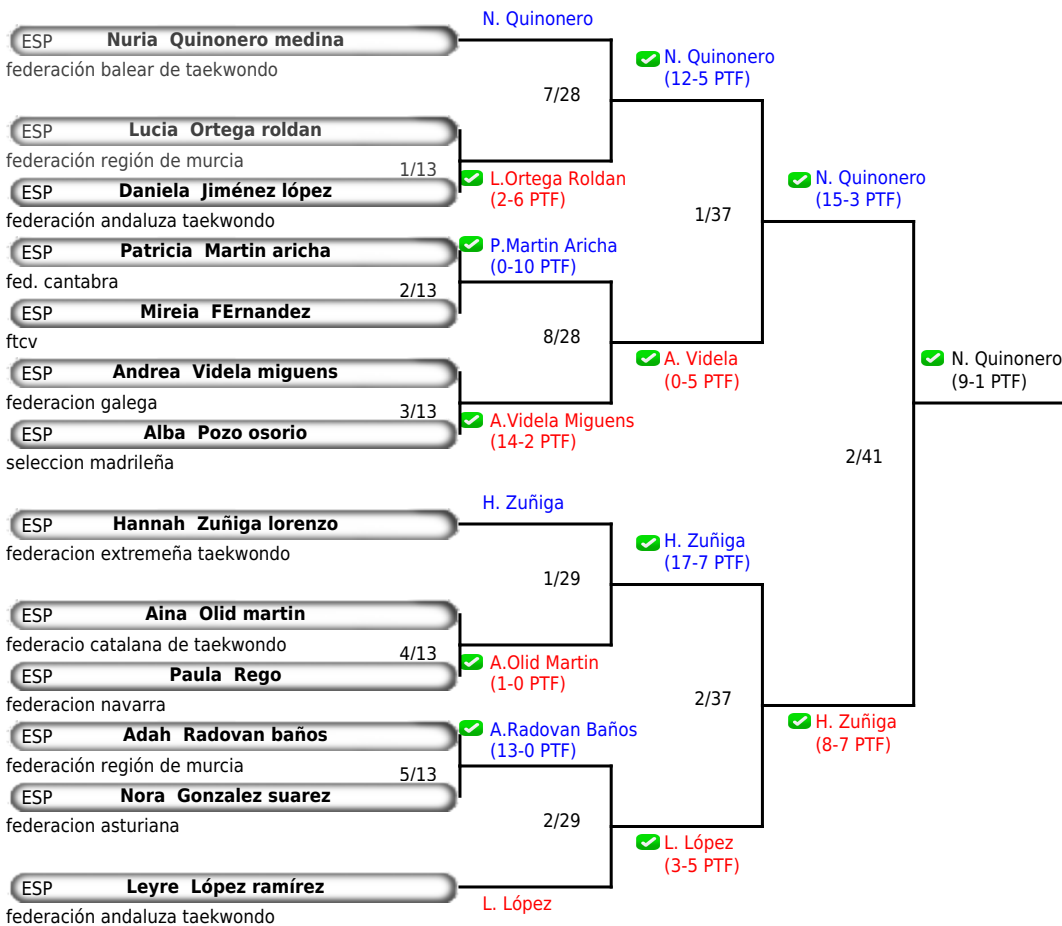 N. Quinonero
ESP Nuria Quinonero medina
federación balear de taekwondo
N. Quinonero
(12-5 PTF)
7/28
ESP Lucia Ortega roldan
federación región de murcia
1/13
L.Ortega Roldan
(2-6 PTF)
ESP Daniela Jiménez lópez
federación andaluza taekwondo
N. Quinonero
(15-3 PTF)
1/37
ESP Patricia Martin aricha
fed. cantabra
P.Martin Aricha
(0-10 PTF)
2/13
ESP Mireia FErnandez
ftcv
8/28
A. Videla
(0-5 PTF)
ESP Andrea Videla miguens
federacion galega
3/13
A.Videla Miguens
(14-2 PTF)
ESP Alba Pozo osorio
seleccion madrileña
N. Quinonero
(9-1 PTF)
2/41
H. Zuñiga
ESP Hannah Zuñiga lorenzo
federacion extremeña taekwondo
H. Zuñiga
(17-7 PTF)
1/29
ESP Aina Olid martin
federacio catalana de taekwondo
4/13
A.Olid Martin
(1-0 PTF)
ESP Paula Rego
federacion navarra
2/37
H. Zuñiga
(8-7 PTF)
ESP Adah Radovan baños
federación región de murcia
A.Radovan Baños
(13-0 PTF)
5/13
ESP Nora Gonzalez suarez
federacion asturiana
2/29
L. López
(3-5 PTF)
ESP Leyre López ramírez
federación andaluza taekwondo
L. López